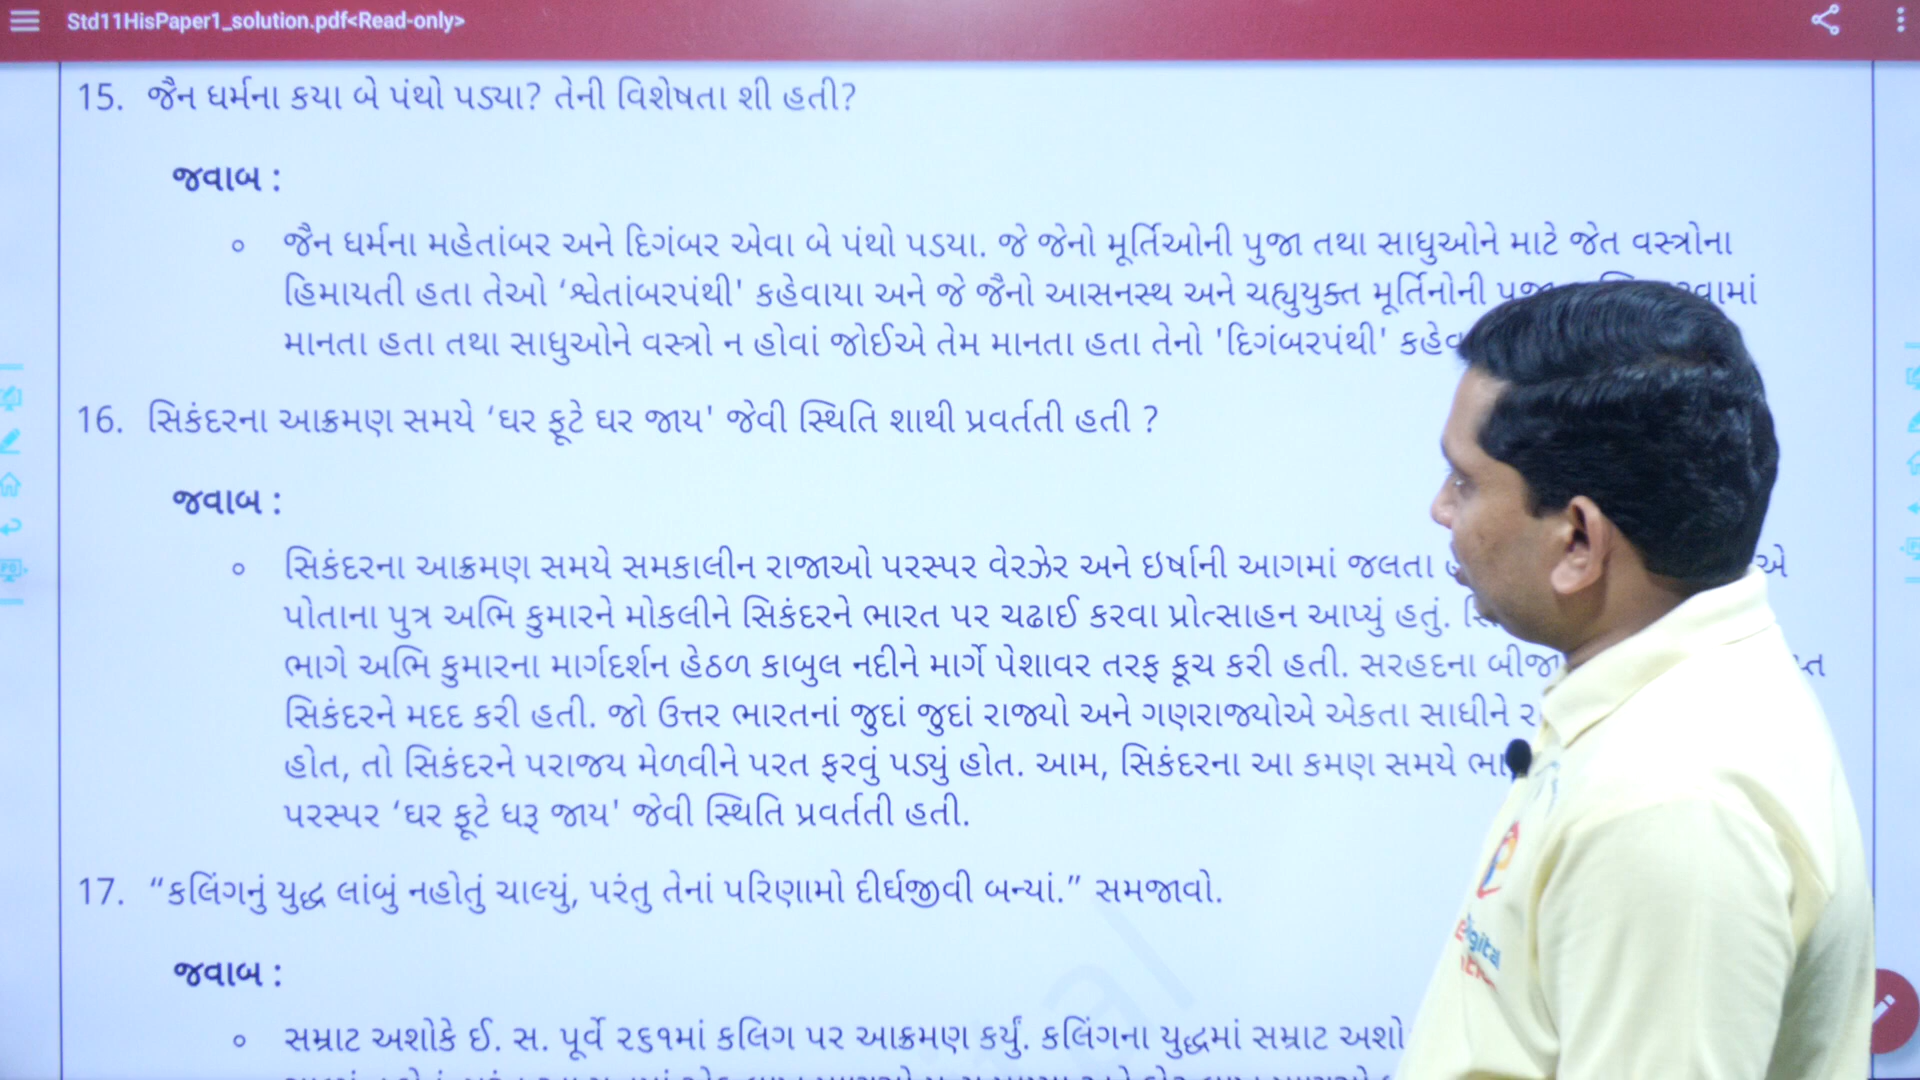 Std11HisPaper1_solution.pdf<Read-only>
15. જૈન ધર્મના કયા બે પંથો પડ્યા? તેની વિશેષતા શી હતી?
જવાબ :
જૈન ધર્મના મહેતાંબર અને દિગંબર એવા બે પંથો પડયા. જે જેનો મૂર્તિઓની પુજા તથા સાધુઓને માટે જેત વસ્ત્રોના
હિમાયતી હતા તેઓ ‘શ્વેતાંબરપંથી' કહેવાયા અને જે જૈનો આસનસ્થ અને ચહ્યુયુક્ત મૂર્તિનોની
માનતા હતા તથા સાધુઓને વસ્ત્રો ન હોવાં જોઈએ તેમ માનતા હતા તેનો 'દિગંબરપંથી'
16. સિકંદરના આક્રમણ સમયે ‘ઘર ફૂટે ઘર જાય' જેવી સ્થિતિ શાથી પ્રવર્તતી હતી ?
જવાબ :
સિકંદરના આક્રમણ સમયે સમકાલીન રાજાઓ પરસ્પર વેરઝેર અને ઇર્ષાની આગમાં જલતા
પોતાના પુત્ર અભિ કુમારને મોકલીને સિકંદરને ભારત પર ચઢાઈ કરવા પ્રોત્સાહન આપ્યું હતું.
ભાગે અભિ કુમારના માર્ગદર્શન હેઠળ કાબુલ નદીને માર્ગે પેશાવર તરફ કૂચ કરી હતી. સરહદના બીજા
સિકંદરને મદદ કરી હતી. જો ઉત્તર ભારતનાં જુદાં જુદાં રાજ્યો અને ગણરાજ્યોએ એકતા સાધીને
હોત, તો સિકંદરને પરાજય મેળવીને પરત ફરવું પડ્યું હોત. આમ, સિકંદરના આ કમણ સમયે
પરસ્પર ‘ઘર ફૂટે ધરૂ જાય' જેવી સ્થિતિ પ્રવર્તતી હતી.
17. “કલિંગનું યુદ્ધ લાંબું નહોતું ચાલ્યું, પરંતુ તેનાં પરિણામો દીર્ઘજીવી બન્યાં.” સમજાવો.
જવાબ :
સમ્રાટ અશોકે ઈ. સ. પૂર્વે ૨૬૧માં કલિગ પર આક્રમણ કર્યું. કલિંગના યુદ્ધમાં સમ્રાટ